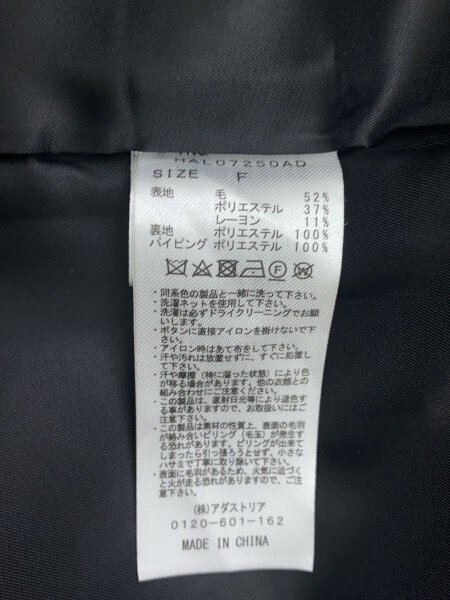 HAL07250AD
SIZE F
表地 毛 52%
ポリエステル 37%
レーヨン 11%
裏地 ポリエステル 100%
パイピング ポリエステル 100%
・同系色の製品と一緒に洗って下さい。
・洗濯ネットを使用して下さい。
・洗濯は必ずドライクリーニングでお願
いします。
・ボタンに直接アイロンを掛けないで下
さい。
・アイロン時はあて布をして下さい。
・汗や汚れは放置せずに、すぐに処置し
て下さい。
・汗や摩擦（特に湿った状態）により色
が移る場合があります。他の衣類との
組み合わせにご注意ください。
・この製品は、直射日光等により退色す
る事がありますので、お取扱いにはご
注意下さい。
・この製品は素材の性質上、表面の毛羽
が絡み合いピリング（毛玉）が発生す
る恐れがあります。ピリングが出来て
しまったら引っ張ろうとせず、小さな
ハサミで丁寧に取り除いて下さい。
・表面に毛羽があるため、火気に近づく
と火が走る恐れがありますので、ご注
意下さい。
(株)アダストリア
0120-601-162
MADE IN CHINA